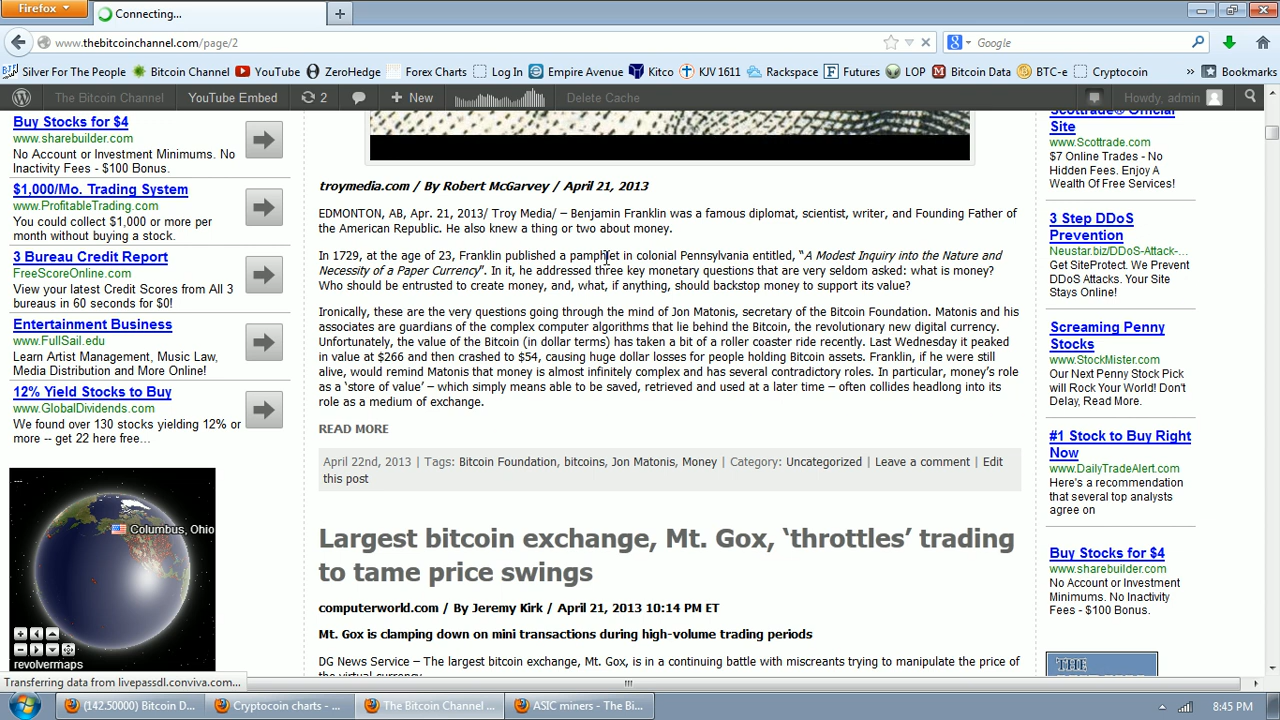 Firefox
Connecting...
www.thebitcoinchannel.com/page/2
Google
Silver For The People
Bitcoin Channel
YouTube
ZeroHedge
Forex Charts
Log In
Empire Avenue
Kitco
KJV 1611
Rackspace
Futures
LOP
Bitcoin Data
BTC-e
Cryptocoin
»
Bookmarks
The Bitcoin Channel
YouTube Embed
2
New
Delete Cache
Howdy, admin
Buy Stocks for $4
www.sharebuilder.com
No Account or Investment Minimums. No
Inactivity Fees - $100 Bonus.
$1,000/Mo. Trading System
www.ProfitableTrading.com
You could collect $1,000 or more per
month without buying a stock.
3 Bureau Credit Report
FreeScoreOnline.com
View your latest Credit Scores from All 3
bureaus in 60 seconds for $0!
Entertainment Business
www.FullSail.edu
Learn Artist Management, Music Law,
Media Distribution and More Online!
12% Yield Stocks to Buy
www.GlobalDividends.com
We found over 130 stocks yielding 12% or
more -- get 22 here free...
Columbus, Ohio
revolvermaps
troymedia.com / By Robert McGarvey / April 21, 2013
EDMONTON, AB, Apr. 21, 2013/ Troy Media/ – Benjamin Franklin was a famous diplomat, scientist, writer, and Founding Father of
the American Republic. He also knew a thing or two about money.
In 1729, at the age of 23, Franklin published a pamphlet in colonial Pennsylvania entitled, “A Modest Inquiry into the Nature and
Necessity of a Paper Currency”. In it, he addressed three key monetary questions that are very seldom asked: what is money?
Who should be entrusted to create money, and, what, if anything, should backstop money to support its value?
Ironically, these are the very questions going through the mind of Jon Matonis, secretary of the Bitcoin Foundation. Matonis and his
associates are guardians of the complex computer algorithms that lie behind the Bitcoin, the revolutionary new digital currency.
Unfortunately, the value of the Bitcoin (in dollar terms) has taken a bit of a roller coaster ride recently. Last Wednesday it peaked
in value at $266 and then crashed to $54, causing huge dollar losses for people holding Bitcoin assets. Franklin, if he were still
alive, would remind Matonis that money is almost infinitely complex and has several contradictory roles. In particular, money’s role
as a ‘store of value’ – which simply means able to be saved, retrieved and used at a later time – often collides headlong into its
role as a medium of exchange.
READ MORE
April 22nd, 2013 | Tags: Bitcoin Foundation, bitcoins, Jon Matonis, Money | Category: Uncategorized | Leave a comment | Edit
this post
Largest bitcoin exchange, Mt. Gox, ‘throttles’ trading
to tame price swings
computerworld.com / By Jeremy Kirk / April 21, 2013 10:14 PM ET
Mt. Gox is clamping down on mini transactions during high-volume trading periods
DG News Service – The largest bitcoin exchange, Mt. Gox, is in a continuing battle with miscreants trying to manipulate the price of
the virtual currency.
Scottrade® Official
Site
www.Scottrade.com
$7 Online Trades - No
Hidden Fees. Enjoy A
Wealth Of Free Services!
3 Step DDoS
Prevention
Neustar.biz/DDoS-Attack-...
Get SiteProtect. We Thwart
DDoS Attacks. Your Site
Stays Online!
Screaming Penny
Stocks
www.StockMister.com
Our Next Penny Stock Pick
will Rock Your World! Don't
Delay, Read More.
#1 Stock to Buy Right
Now
www.DailyTradeAlert.com
Here's a recommendation
that several top analysts
agree on
Buy Stocks for $4
www.sharebuilder.com
No Account or Investment
Minimums. No Inactivity
Fees - $100 Bonus.
THE
Transferring data from livepassdl.conviva.com...
(142.50000) Bitcoin D...
Cryptocoin charts - ...
The Bitcoin Channel ...
ASIC miners - The Bi...
8:45 PM